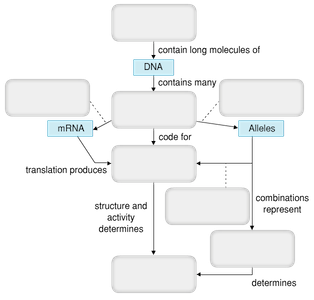 contain long molecules of
DNA
contains many
mRNA
Alleles
code for
translation produces
structure and
activity
determines
combinations
represent
determines